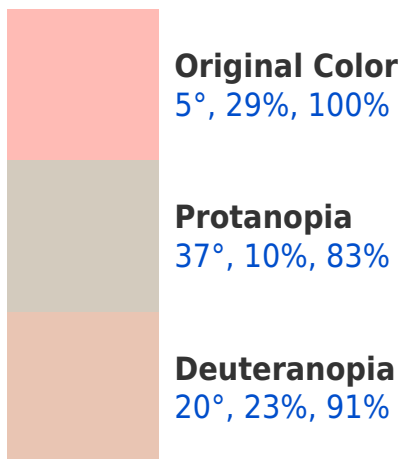 Original Color
5°, 29%, 100%
Protanopia
37°, 10%, 83%
Deuteranopia
20°, 23%, 91%